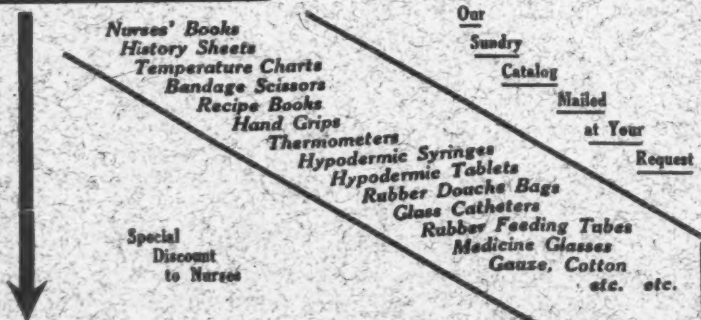 Nurses' Books
History Sheets
Temperature Charts
Bandage Scissors
Recipe Books
Hand Grips
Thermometers
Hypodermic Syringes
Hypodermic Tablets
Rubber Douche Bags
Glass Catheters
Rubber Feeding Tubes
Medicine Glasses
Gauze, Cotton
etc. etc.
Our
Sundry
Catalog
Mailed
at Your
Request
Special
Discount
to Nurses